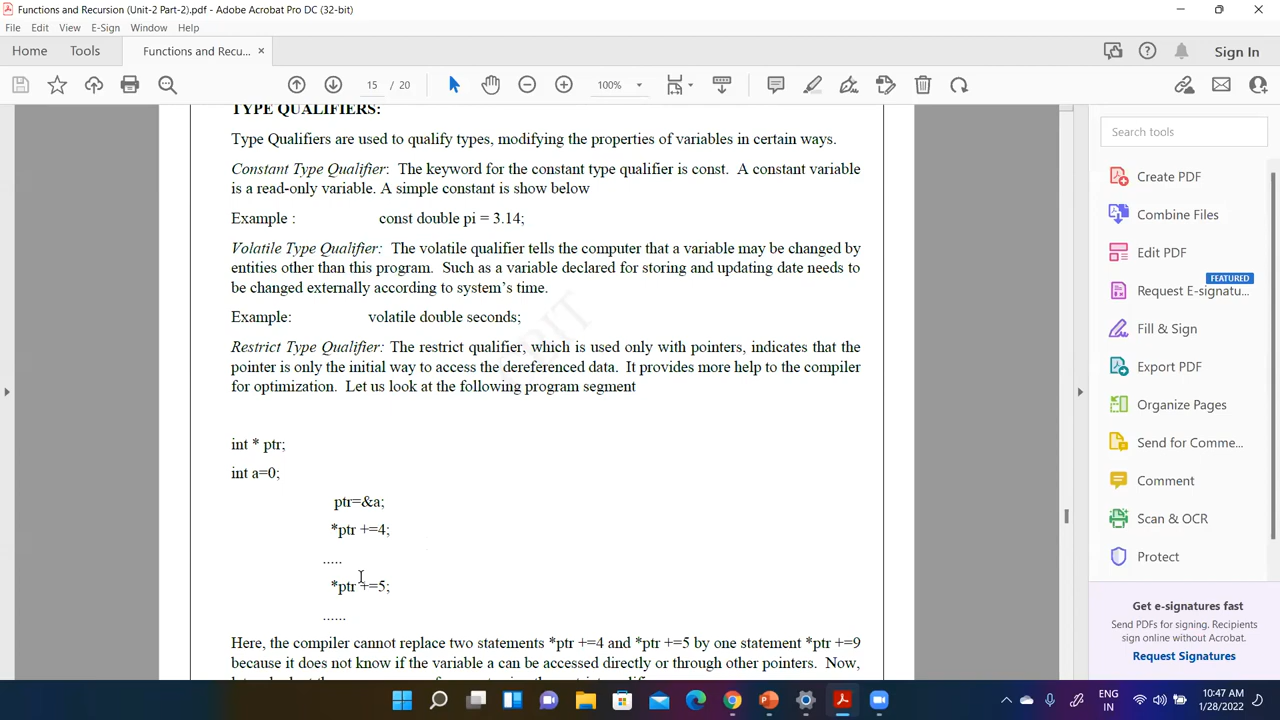 Functions and Recursion (Unit-2 Part-2).pdf - Adobe Acrobat Pro DC (32-bit)
File Edit View E-Sign Window Help
Home Tools Functions and Recu... × Sign In
15 / 20 100%
TYPE QUALIFIERS:
Type Qualifiers are used to qualify types, modifying the properties of variables in certain ways.
Constant Type Qualifier: The keyword for the constant type qualifier is const. A constant variable
is a read-only variable. A simple constant is show below
Example : const double pi = 3.14;
Volatile Type Qualifier: The volatile qualifier tells the computer that a variable may be changed by
entities other than this program. Such as a variable declared for storing and updating date needs to
be changed externally according to system's time.
Example: volatile double seconds;
Restrict Type Qualifier: The restrict qualifier, which is used only with pointers, indicates that the
pointer is only the initial way to access the dereferenced data. It provides more help to the compiler
for optimization. Let us look at the following program segment
int * ptr;
int a=0;
ptr=&a;
*ptr +=4;
.....
*ptr +=5;
......
Here, the compiler cannot replace two statements *ptr +=4 and *ptr +=5 by one statement *ptr +=9
because it does not know if the variable a can be accessed directly or through other pointers. Now,
Search tools
Create PDF
Combine Files
Edit PDF
FEATURED
Request E-signatu...
Fill & Sign
Export PDF
Organize Pages
Send for Comme...
Comment
Scan & OCR
Protect
Get e-signatures fast
Send PDFs for signing. Recipients
sign online without Acrobat.
Request Signatures
ENG
IN
10:47 AM
1/28/2022